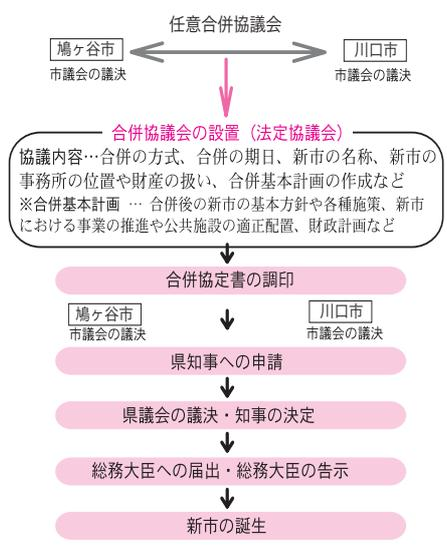 任意合併協議会
鳩ヶ谷市 川口市
市議会の議決 市議会の議決
合併協議会の設置（法定協議会）
協議内容…合併の方式、合併の期日、新市の名称、新市の
事務所の位置や財産の扱い、合併基本計画の作成など
※合併基本計画 … 合併後の新市の基本方針や各種施策、新市
における事業の推進や公共施設の適正配置、財政計画など
合併協定書の調印
鳩ヶ谷市 川口市
市議会の議決 市議会の議決
県知事への申請
県議会の議決・知事の決定
総務大臣への届出・総務大臣の告示
新市の誕生